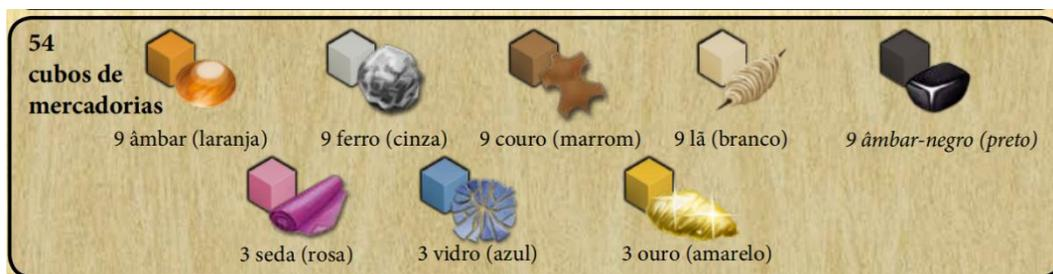 54
cubos de
mercadorias
9 âmbar (laranja)
9 ferro (cinza)
9 couro (marrom)
9 lã (branco)
9 âmbar-negro (preto)
3 seda (rosa)
3 vidro (azul)
3 ouro (amarelo)